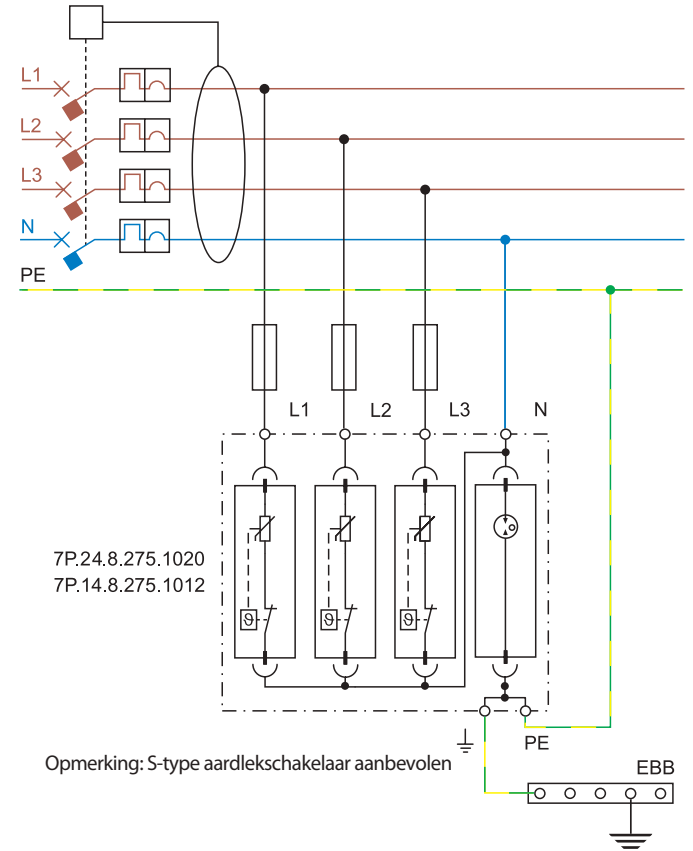 L1
L2
L3
N
PE
L1 L2 L3 N
7P.24.8.275.1020
7P.14.8.275.1012
ϑ ϑ ϑ
PE
Opmerking: S-type aardlekschakelaar aanbevolen
EBB